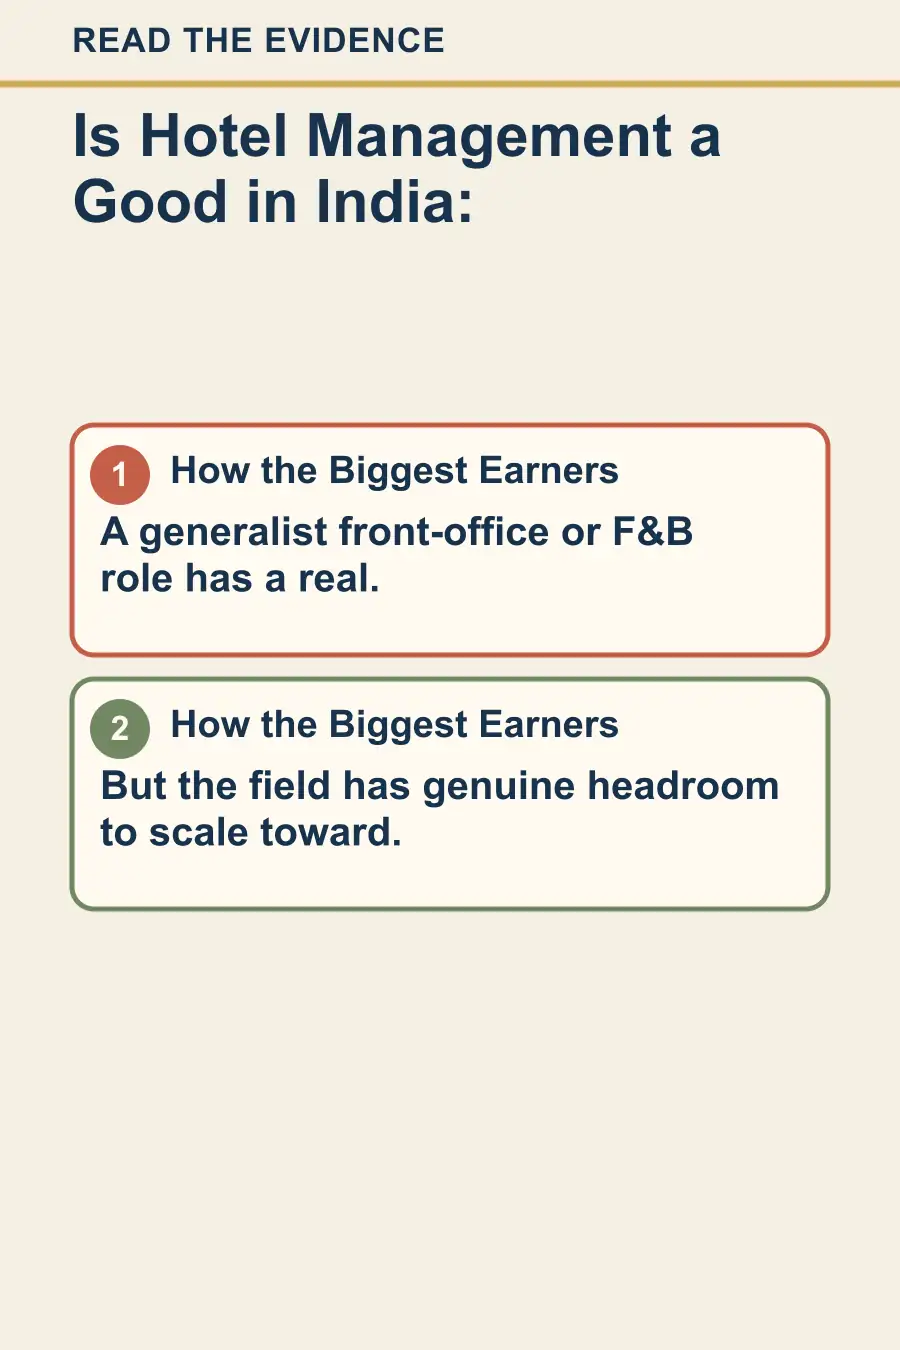 READ THE EVIDENCE
Is Hotel Management a
Good in India:
1 How the Biggest Earners
A generalist front-office or F&B
role has a real.
2 How the Biggest Earners
But the field has genuine headroom
to scale toward.